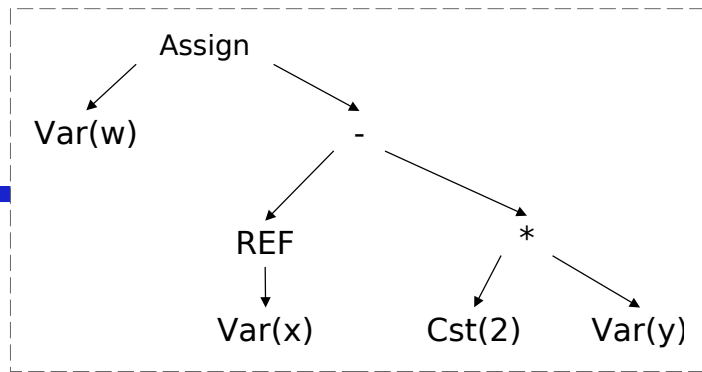 Assign
Var(w)
-
REF
*
Var(x)
Cst(2)
Var(y)